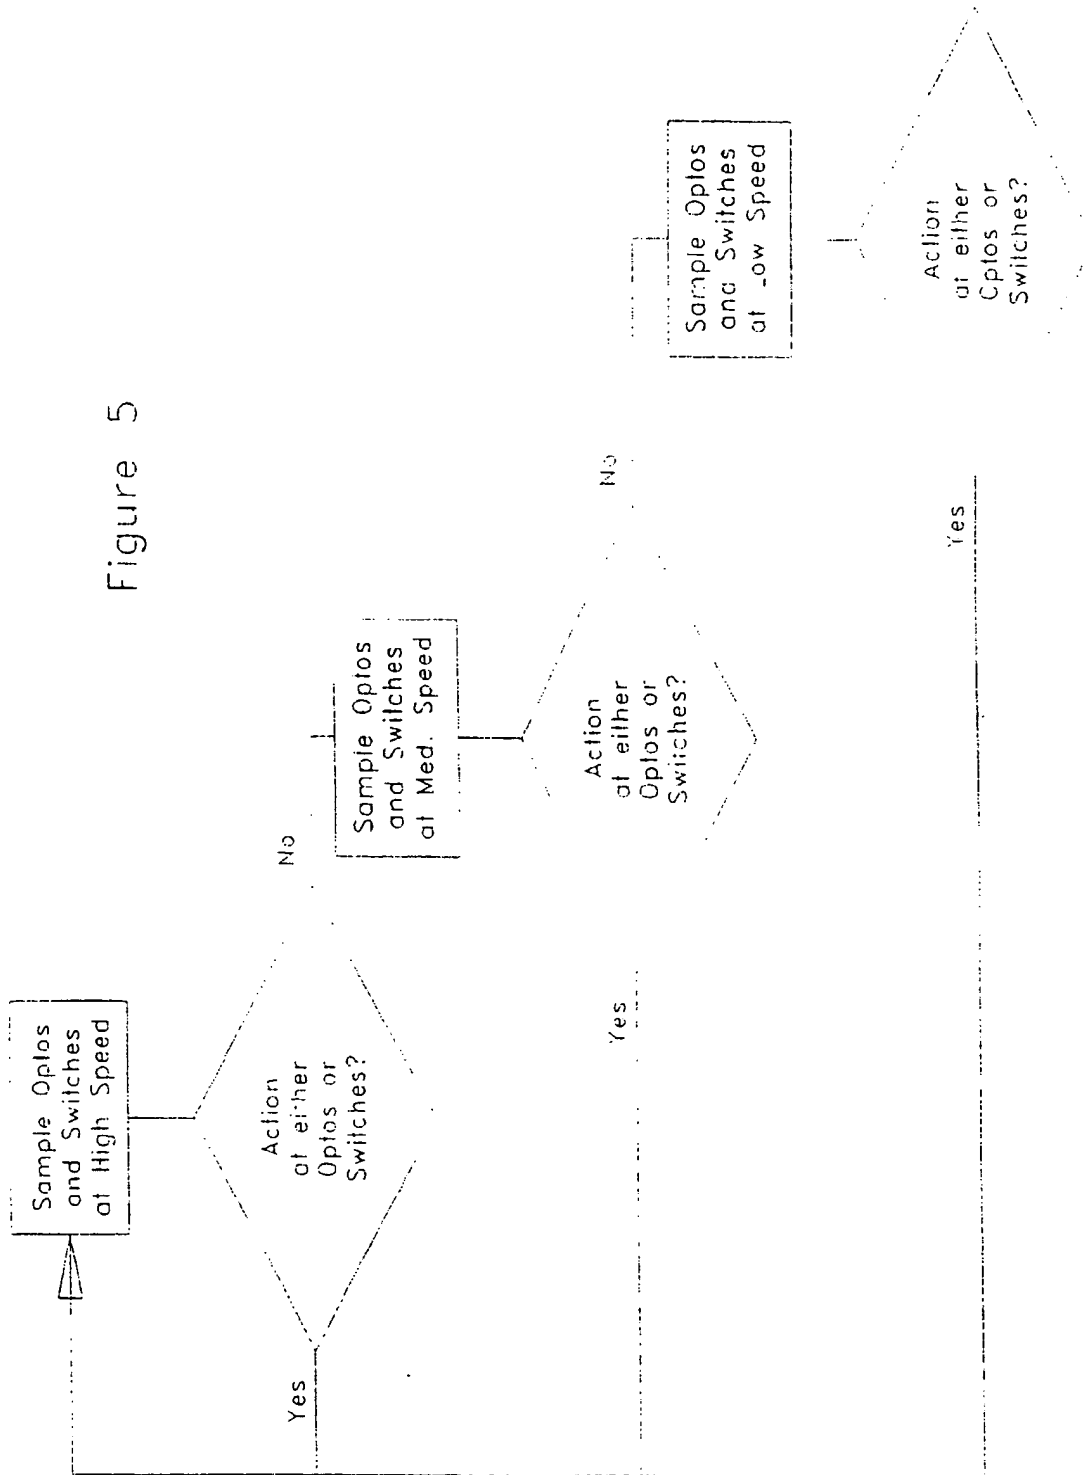 Figure 5
Sample Optos
and Switches
at High Speed
Action
at either
Optos or
Switches?
Yes
No
Sample Optos
and Switches
at Med. Speed
Action
at either
Optos or
Switches?
Yes
No
Sample Optos
and Switches
at Low Speed
Action
at either
Optos or
Switches?
Yes